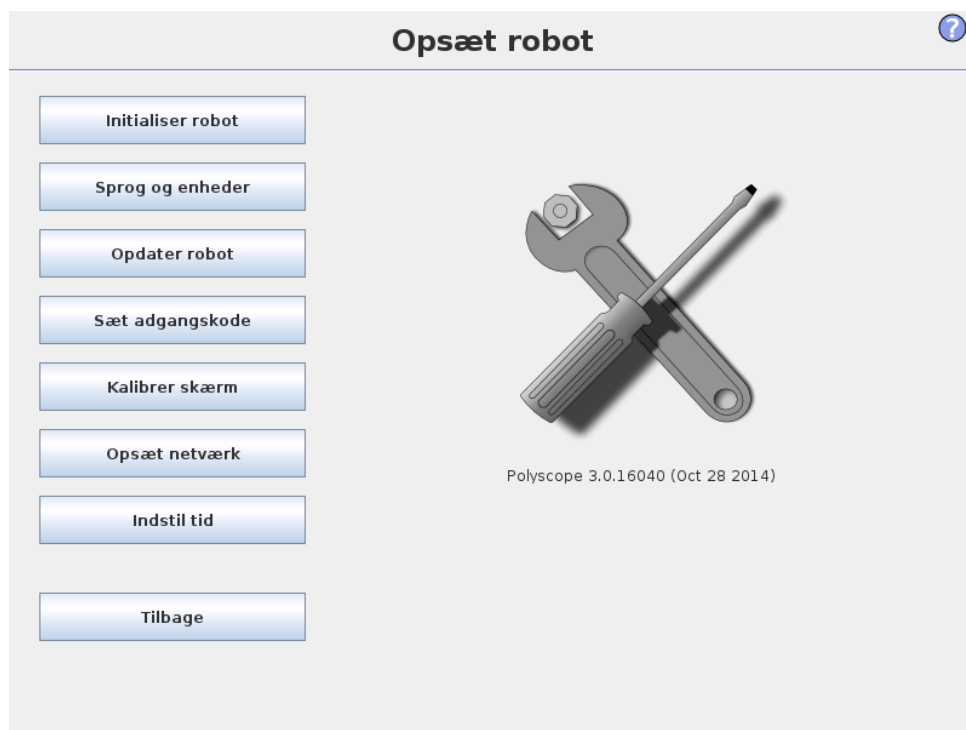 Opsæt robot
?
Initialiser robot
Sprog og enheder
Opdater robot
Sæt adgangskode
Kalibrer skærm
Opsæt netværk
Indstil tid
Tilbage
Polyscope 3.0.16040 (Oct 28 2014)